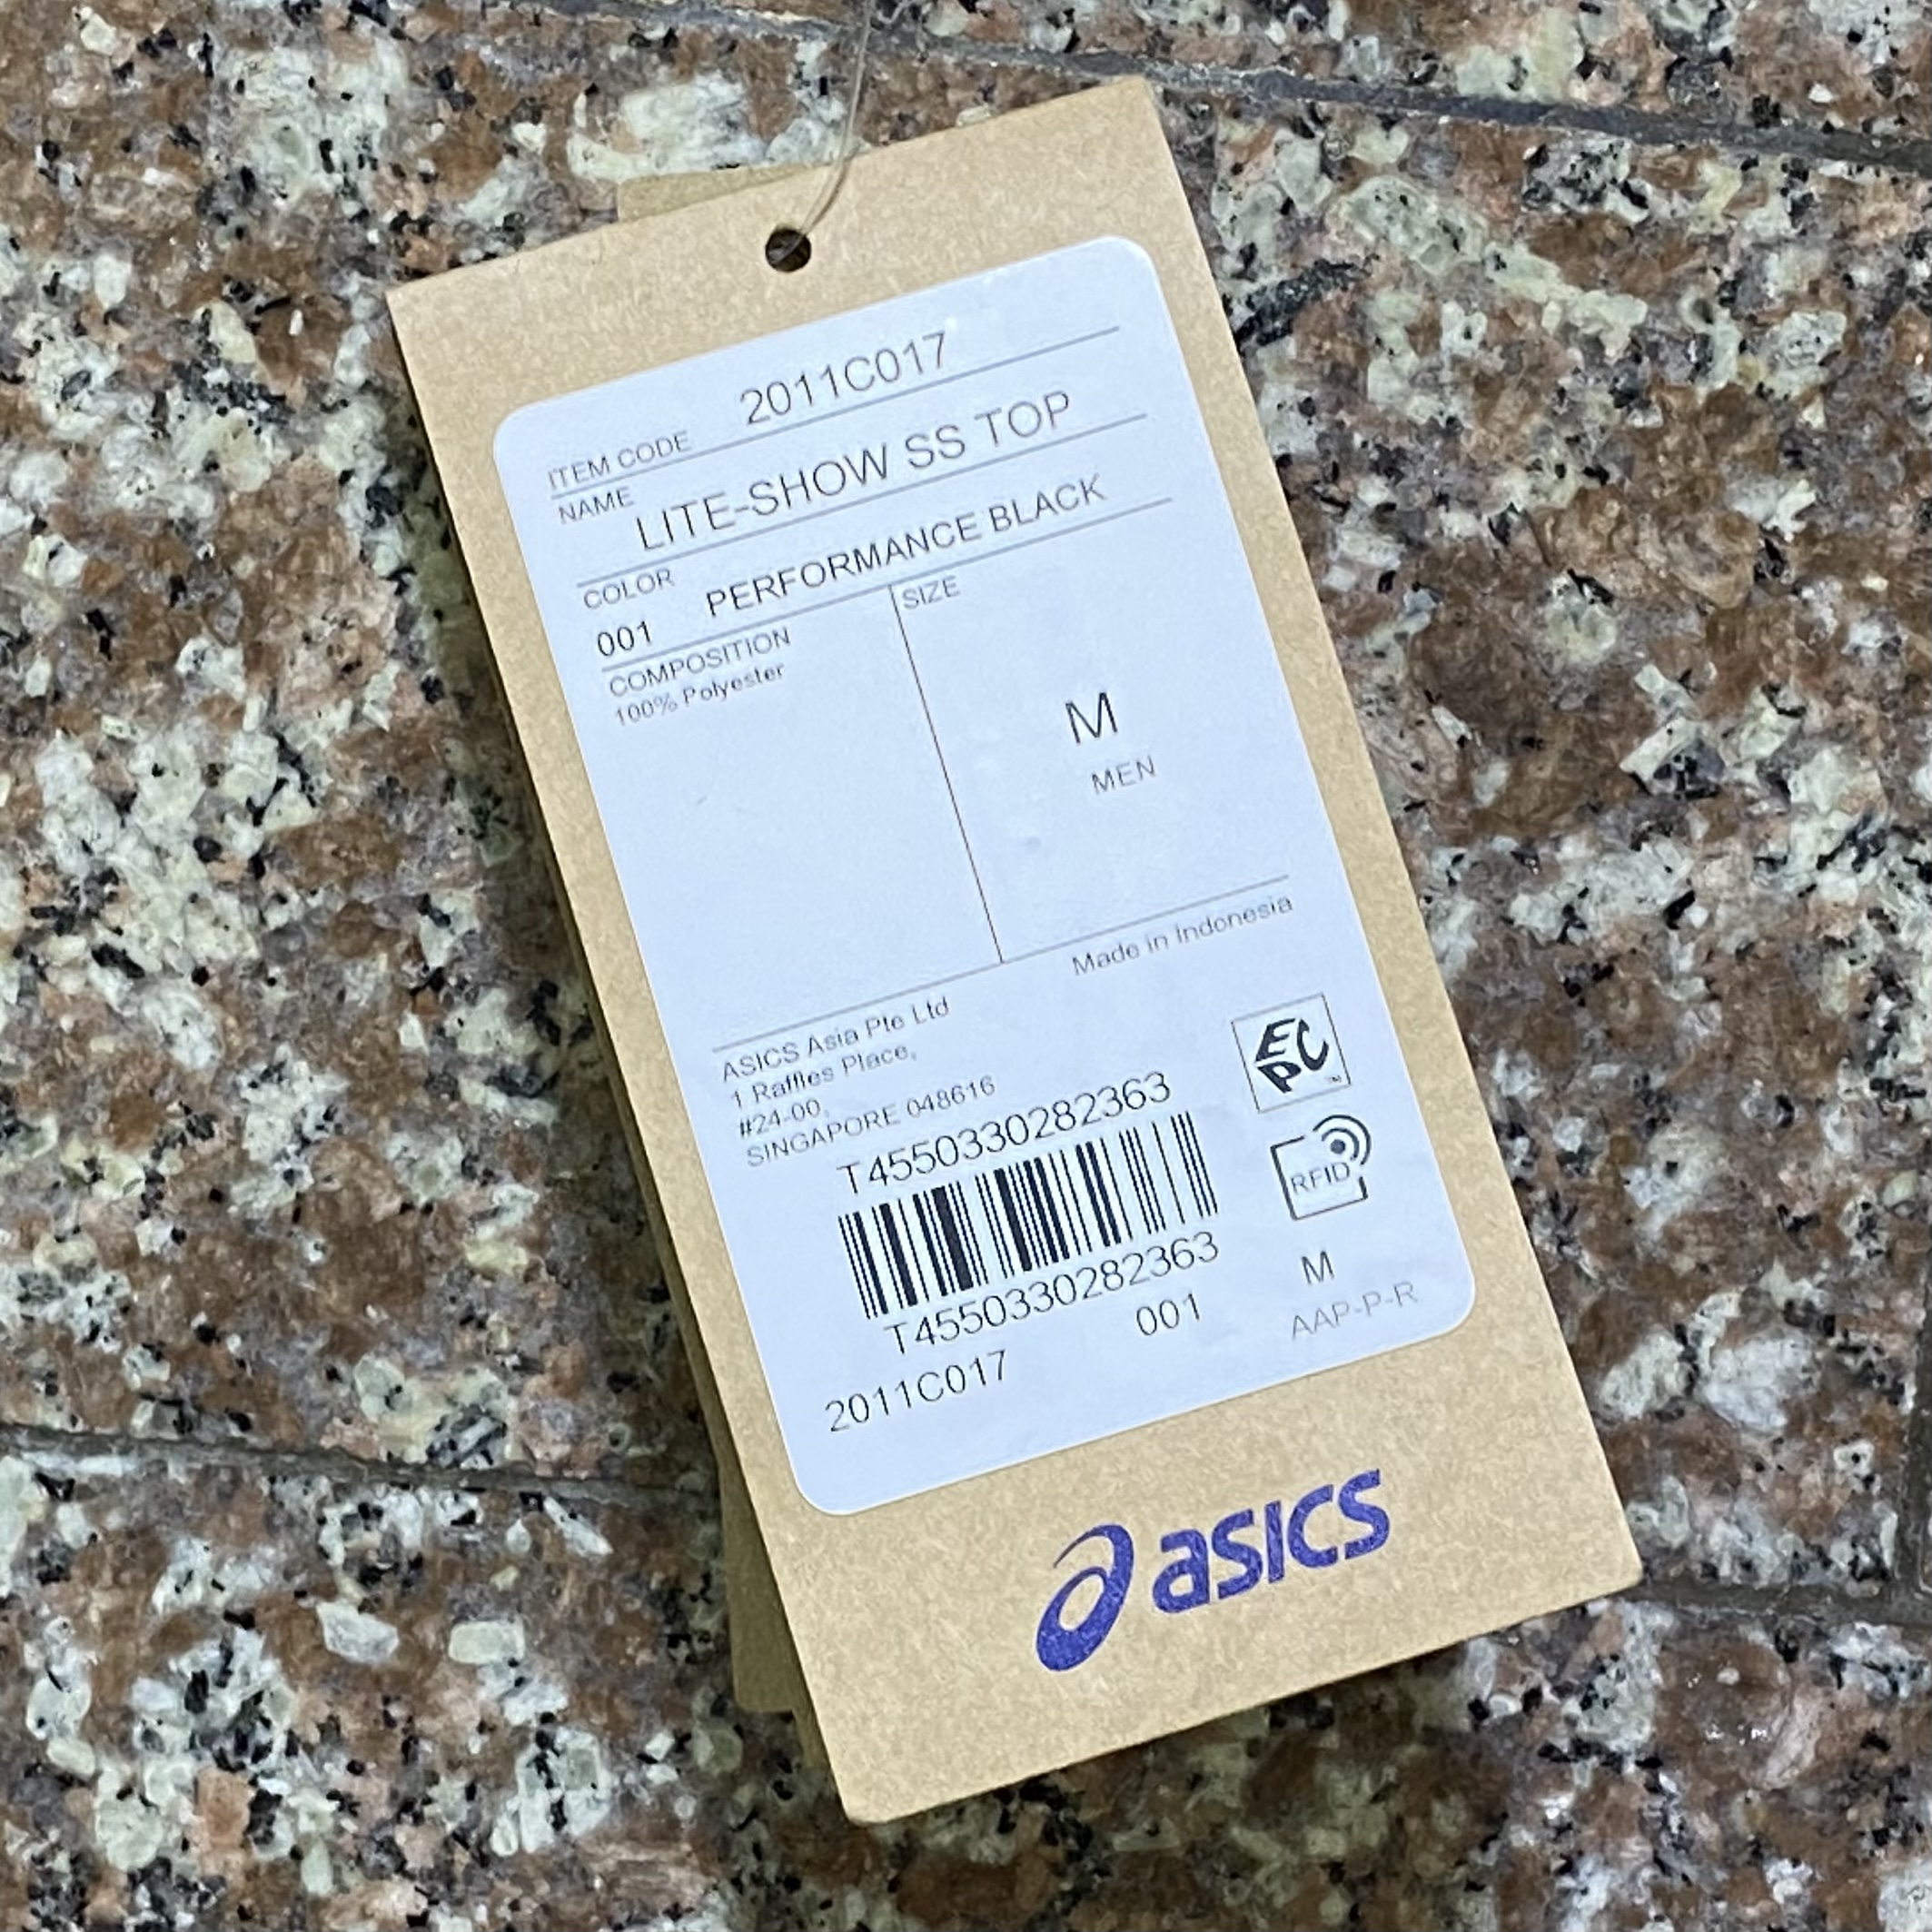 ITEM CODE 2011C017
NAME
LITE-SHOW SS TOP
COLOR
001 PERFORMANCE BLACK
COMPOSITION
100% Polyester
SIZE
M
MEN
Made in Indonesia
ASICS Asia Pte Ltd
1 Raffles Place,
#24-00,
SINGAPORE 048616
EPC™
RFID
T4550330282363
T4550330282363
2011C017 001 M
AAP-P-R
asics